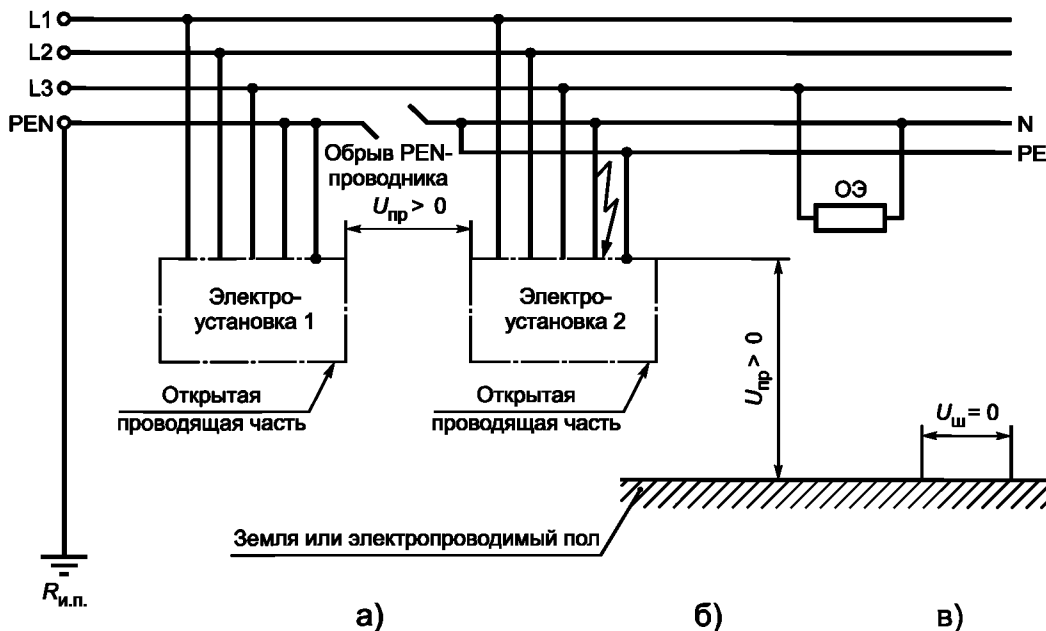 L1
L2
L3
PEN
N
PE
Обрыв PEN-
проводника
Uпр > 0
ОЭ
Электро-
установка 1
Электро-
установка 2
Uпр > 0
Открытая
проводящая часть
Открытая
проводящая часть
Uш = 0
Земля или электропроводимый пол
Rи.п.
а)
б)
в)